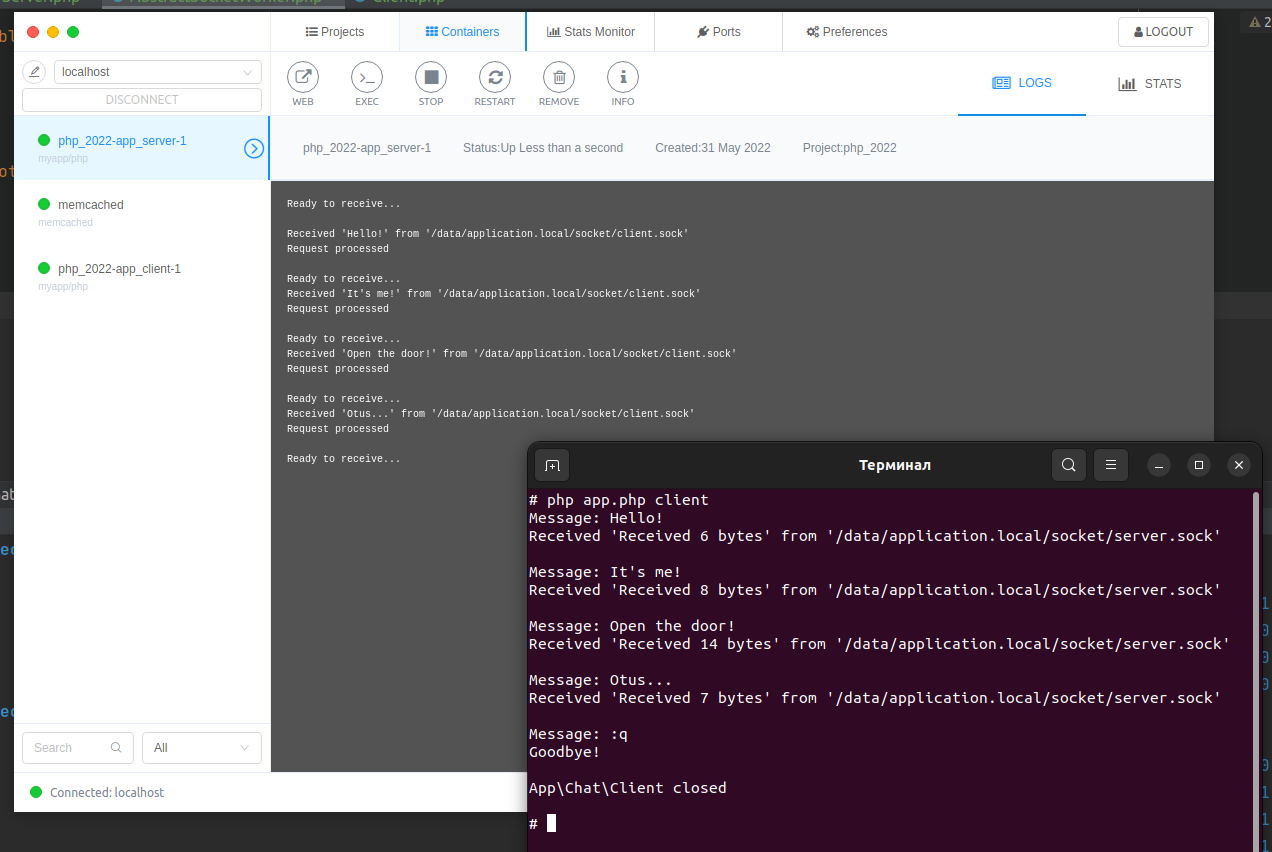 Server.php AbstractSocketWorker.php Client.php
Projects Containers Stats Monitor Ports Preferences LOGOUT
localhost
DISCONNECT
WEB EXEC STOP RESTART REMOVE INFO
LOGS STATS
php_2022-app_server-1
myapp/php
memcached
memcached
php_2022-app_client-1
myapp/php
php_2022-app_server-1 Status:Up Less than a second Created:31 May 2022 Project:php_2022
Ready to receive...
Received 'Hello!' from '/data/application.local/socket/client.sock'
Request processed
Ready to receive...
Received 'It's me!' from '/data/application.local/socket/client.sock'
Request processed
Ready to receive...
Received 'Open the door!' from '/data/application.local/socket/client.sock'
Request processed
Ready to receive...
Received 'Otus...' from '/data/application.local/socket/client.sock'
Request processed
Ready to receive...
Search All
Connected: localhost
Терминал
# php app.php client
Message: Hello!
Received 'Received 6 bytes' from '/data/application.local/socket/server.sock'
Message: It's me!
Received 'Received 8 bytes' from '/data/application.local/socket/server.sock'
Message: Open the door!
Received 'Received 14 bytes' from '/data/application.local/socket/server.sock'
Message: Otus...
Received 'Received 7 bytes' from '/data/application.local/socket/server.sock'
Message: :q
Goodbye!
App\Chat\Client closed
#